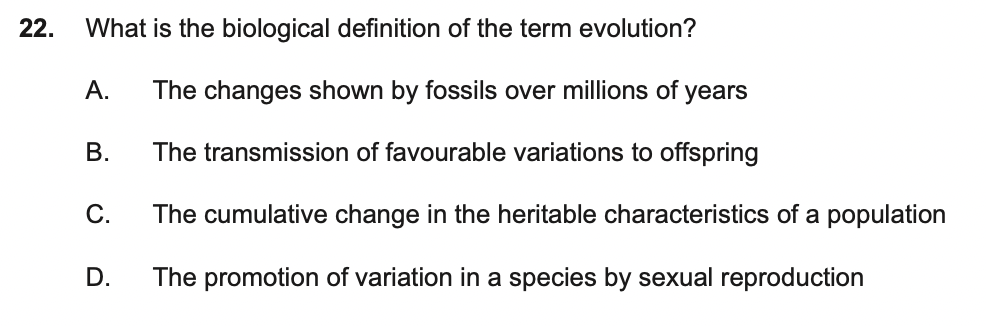 22. What is the biological definition of the term evolution?
A. The changes shown by fossils over millions of years
B. The transmission of favourable variations to offspring
C. The cumulative change in the heritable characteristics of a population
D. The promotion of variation in a species by sexual reproduction